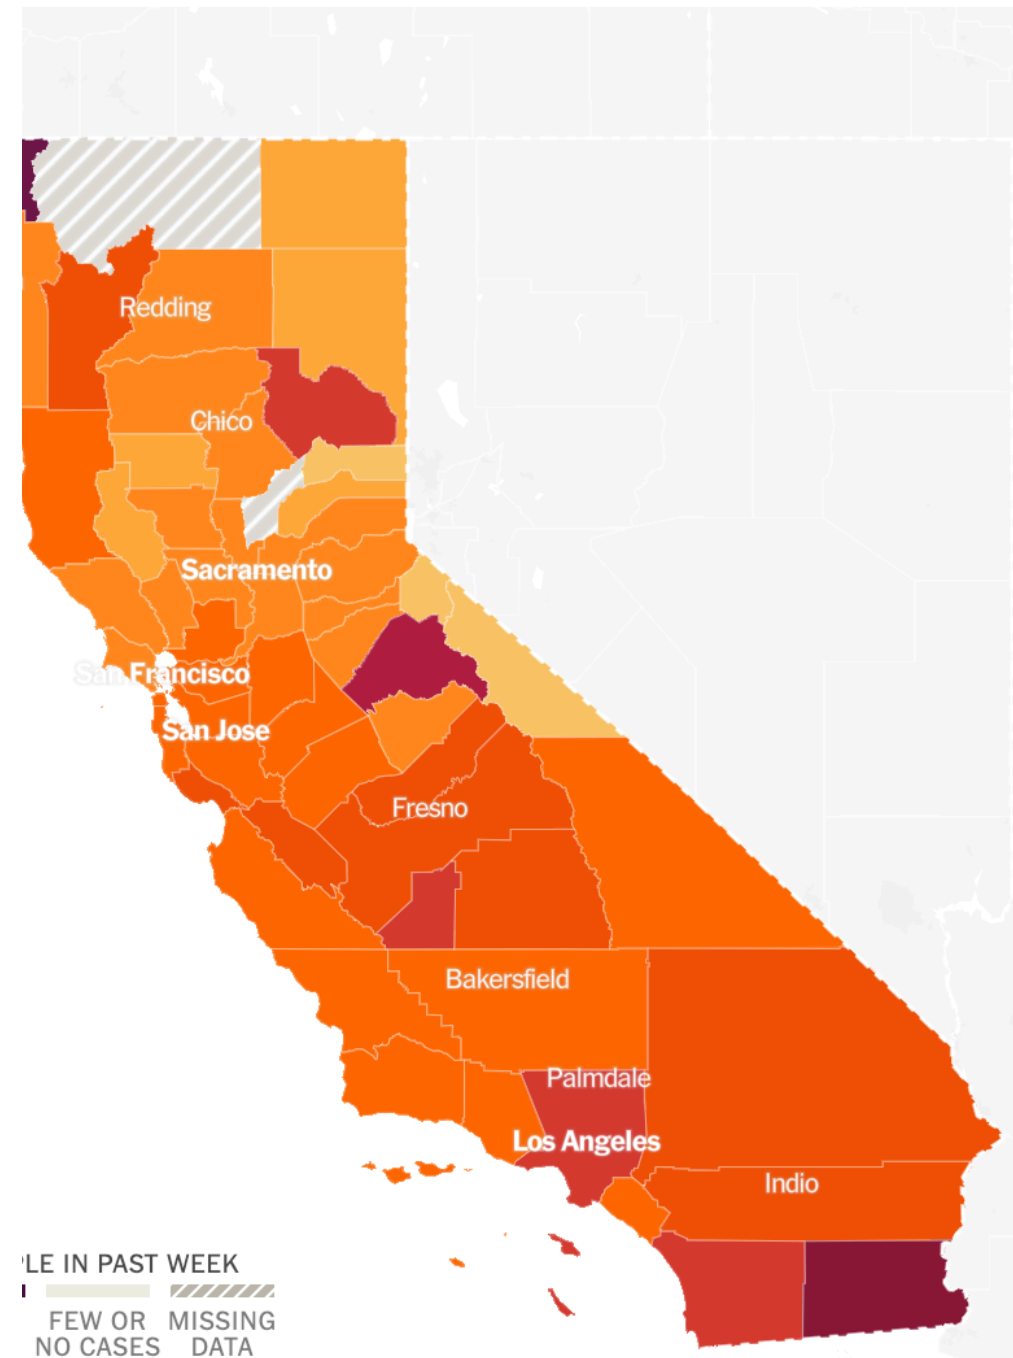 Redding
Chico
Sacramento
San Francisco
San Jose
Fresno
Bakersfield
Palmdale
Los Angeles
Indio
PLE IN PAST WEEK
FEW OR
NO CASES
MISSING
DATA